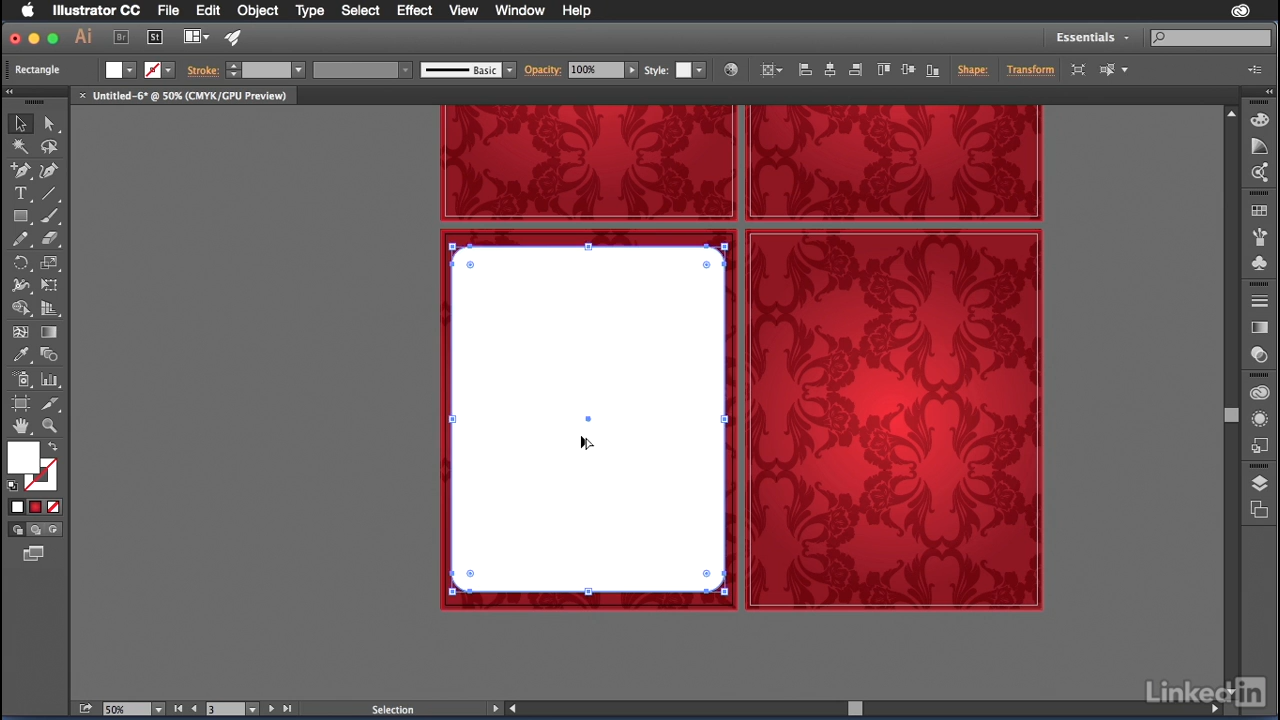 Illustrator CC File Edit Object Type Select Effect View Window Help
Ai Br St Essentials
Rectangle Stroke: Basic Opacity: 100% Style: Shape: Transform
× Untitled-6* @ 50% (CMYK/GPU Preview)
T
50% 3 Selection
Linked in